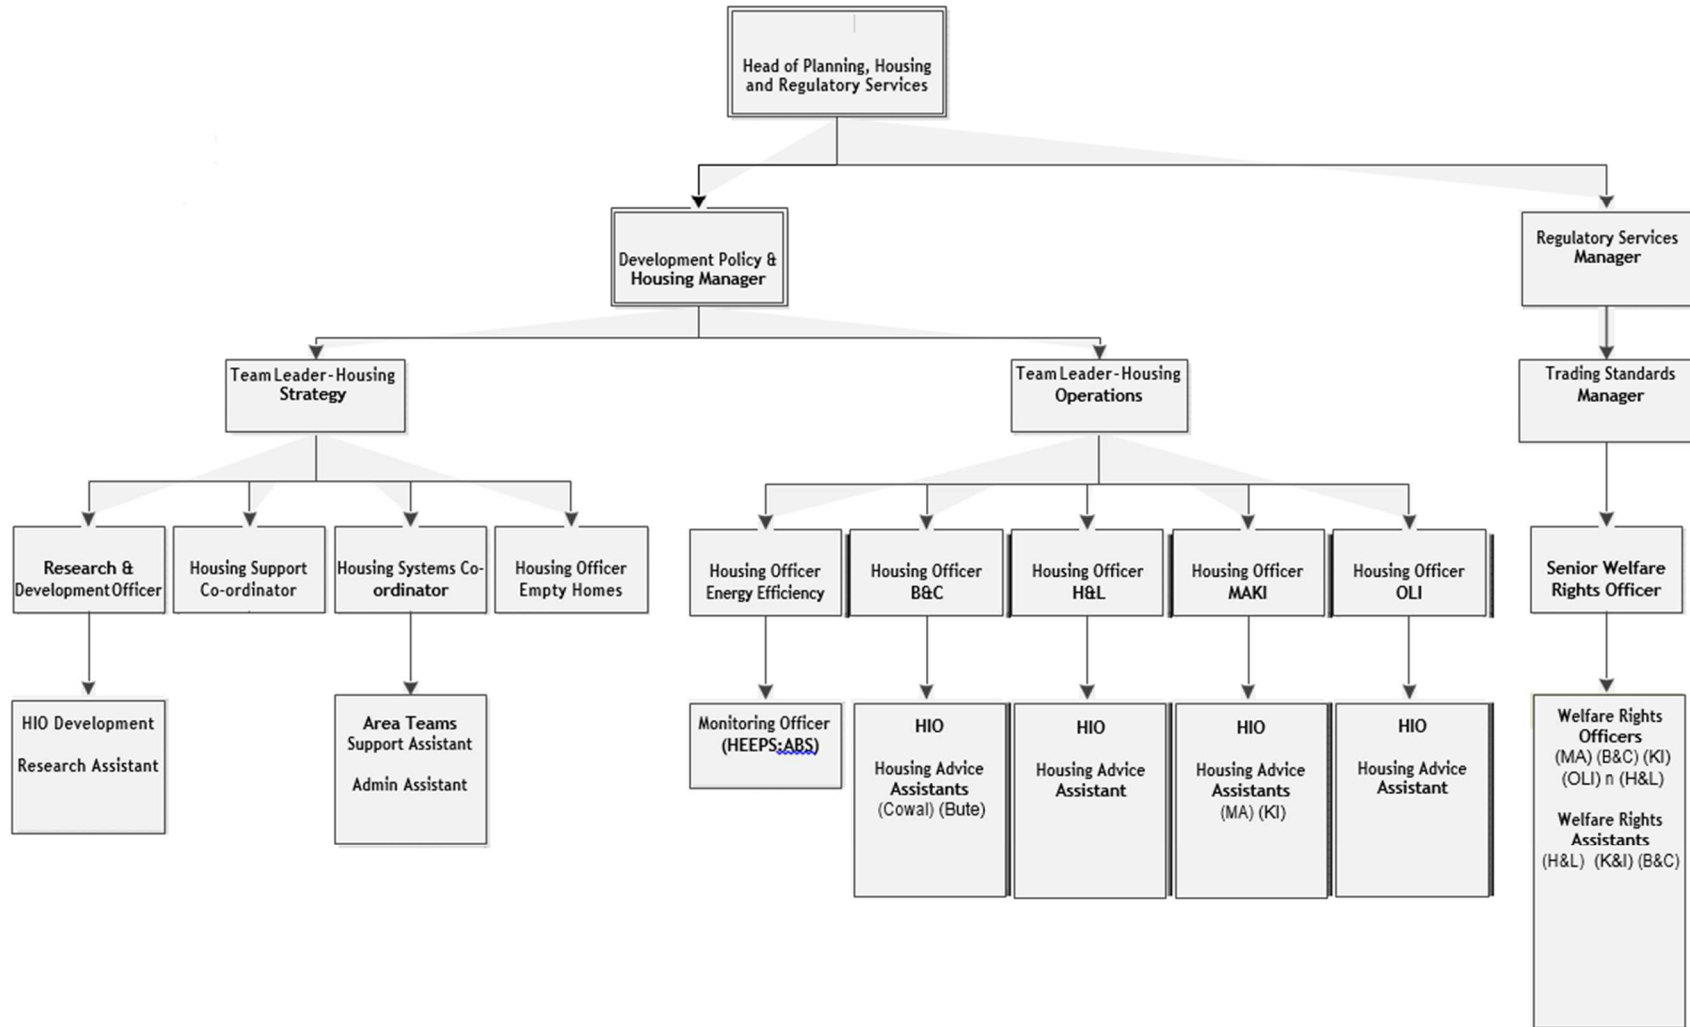 Head of Planning, Housing
and Regulatory Services
Development Policy &
Housing Manager
Regulatory Services
Manager
Team Leader-Housing
Strategy
Team Leader-Housing
Operations
Trading Standards
Manager
Research &
Development Officer
Housing Support
Co-ordinator
Housing Systems Co-
ordinator
Housing Officer
Empty Homes
Housing Officer
Energy Efficiency
Housing Officer
B&C
Housing Officer
H&L
Housing Officer
MAKI
Housing Officer
OLI
Senior Welfare
Rights Officer
HIO Development
Research Assistant
Area Teams
Support Assistant
Admin Assistant
Monitoring Officer
(HEEPS:ABS)
HIO
Housing Advice
Assistants
(Cowal) (Bute)
HIO
Housing Advice
Assistant
HIO
Housing Advice
Assistants
(MA) (KI)
HIO
Housing Advice
Assistant
Welfare Rights
Officers
(MA) (B&C) (KI)
(OLI) n (H&L)
Welfare Rights
Assistants
(H&L) (K&I) (B&C)